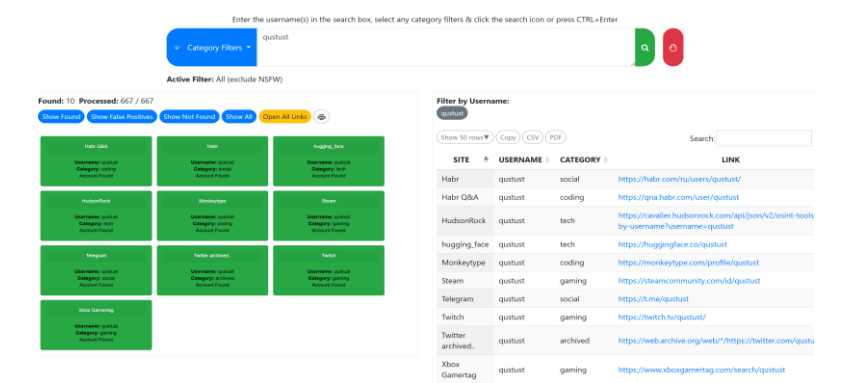 Enter the username(s) in the search box, select any category filters & click the search icon or press CTRL+Enter
Category Filters
qustust
Active Filter: All (exclude NSFW)
Found: 10 Processed: 667 / 667
Show Found Show False Positives Show Not Found Show All Open All Links
Habr Q&A
Username: qustust
Category: coding
Account Found
Habr
Username: qustust
Category: social
Account Found
hugging_face
Username: qustust
Category: tech
Account Found
HudsonRock
Username: qustust
Category: tech
Account Found
Monkeytype
Username: qustust
Category: coding
Account Found
Steam
Username: qustust
Category: gaming
Account Found
Telegram
Username: qustust
Category: social
Account Found
Twitter archived..
Username: qustust
Category: archived
Account Found
Twitch
Username: qustust
Category: gaming
Account Found
Xbox Gamertag
Username: qustust
Category: gaming
Account Found
Filter by Username:
qustust
Show 50 rows▼ Copy CSV PDF
Search:
SITE USERNAME CATEGORY LINK
Habr qustust social https://habr.com/ru/users/qustust/
Habr Q&A qustust coding https://qna.habr.com/user/qustust
HudsonRock qustust tech https://cavalier.hudsonrock.com/api/json/v2/osint-tools
by-username?username=qustust
hugging_face qustust tech https://huggingface.co/qustust
Monkeytype qustust coding https://monkeytype.com/profile/qustust
Steam qustust gaming https://steamcommunity.com/id/qustust
Telegram qustust social https://t.me/qustust
Twitch qustust gaming https://twitch.tv/qustust/
Twitter
archived.. qustust archived https://web.archive.org/web/*/https://twitter.com/qustu
Xbox
Gamertag qustust gaming https://www.xboxgamertag.com/search/qustust